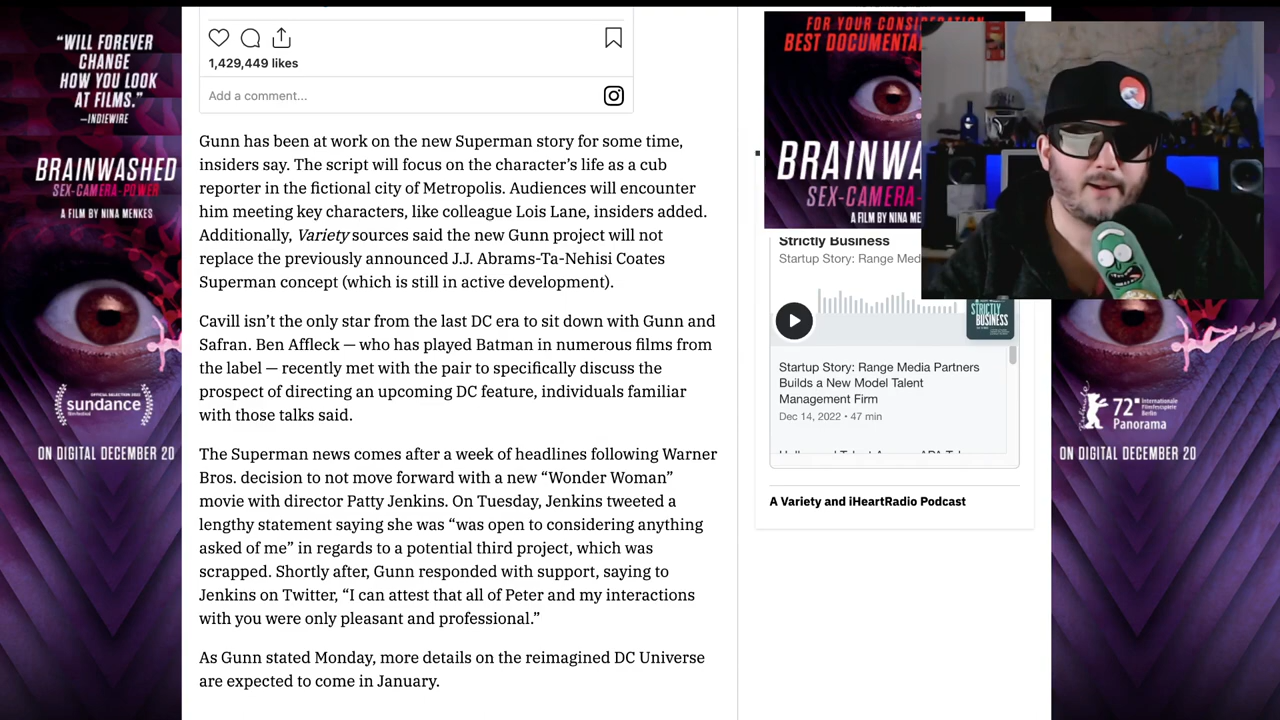 “WILL FOREVER
CHANGE
HOW YOU LOOK
AT FILMS.”
—INDIEWIRE
BRAINWASHED
SEX-CAMERA-POWER
A FILM BY NINA MENKES
OFFICIAL SELECTION 2022
sundance
ON DIGITAL DECEMBER 20
1,429,449 likes
Add a comment...
Gunn has been at work on the new Superman story for some time,
insiders say. The script will focus on the character’s life as a cub
reporter in the fictional city of Metropolis. Audiences will encounter
him meeting key characters, like colleague Lois Lane, insiders added.
Additionally, Variety sources said the new Gunn project will not
replace the previously announced J.J. Abrams-Ta-Nehisi Coates
Superman concept (which is still in active development).
Cavill isn’t the only star from the last DC era to sit down with Gunn and
Safran. Ben Affleck — who has played Batman in numerous films from
the label — recently met with the pair to specifically discuss the
prospect of directing an upcoming DC feature, individuals familiar
with those talks said.
The Superman news comes after a week of headlines following Warner
Bros. decision to not move forward with a new “Wonder Woman”
movie with director Patty Jenkins. On Tuesday, Jenkins tweeted a
lengthy statement saying she was “was open to considering anything
asked of me” in regards to a potential third project, which was
scrapped. Shortly after, Gunn responded with support, saying to
Jenkins on Twitter, “I can attest that all of Peter and my interactions
with you were only pleasant and professional.”
As Gunn stated Monday, more details on the reimagined DC Universe
are expected to come in January.
FOR YOUR CONSIDERATION
BEST DOCUMENTA
BRAINWA
SEX-CAMERA-
A FILM BY NINA ME
Strictly Business
Startup Story: Range Med
STRICTLY
BUSINESS
Startup Story: Range Media Partners
Builds a New Model Talent
Management Firm
Dec 14, 2022 • 47 min
A Variety and iHeartRadio Podcast
72
Internationale
Filmfestspiele
Berlin
Panorama
ON DIGITAL DECEMBER 20